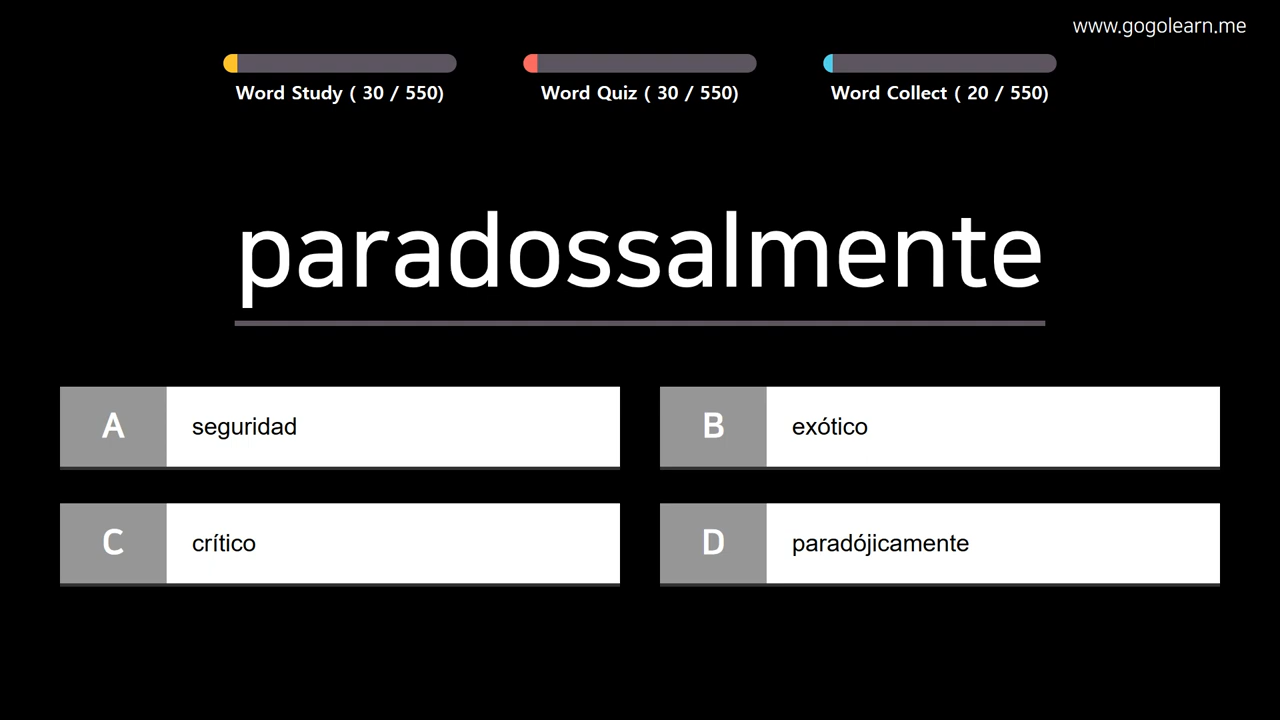 www.gogolearn.me
Word Study ( 30 / 550)
Word Quiz ( 30 / 550)
Word Collect ( 20 / 550)
paradossalmente
A seguridad
B exótico
C crítico
D paradójicamente